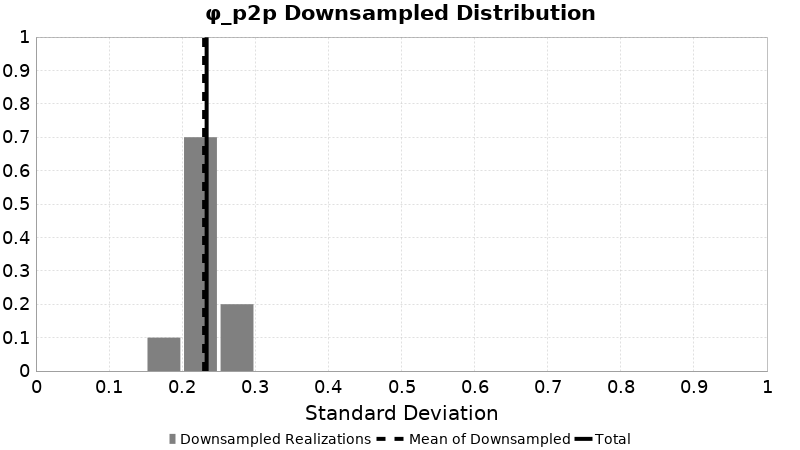 φ_p2p Downsampled Distribution
1
0.9
0.8
0.7
0.6
0.5
0.4
0.3
0.2
0.1
0
0 0.1 0.2 0.3 0.4 0.5 0.6 0.7 0.8 0.9 1
Standard Deviation
Downsampled Realizations Mean of Downsampled Total